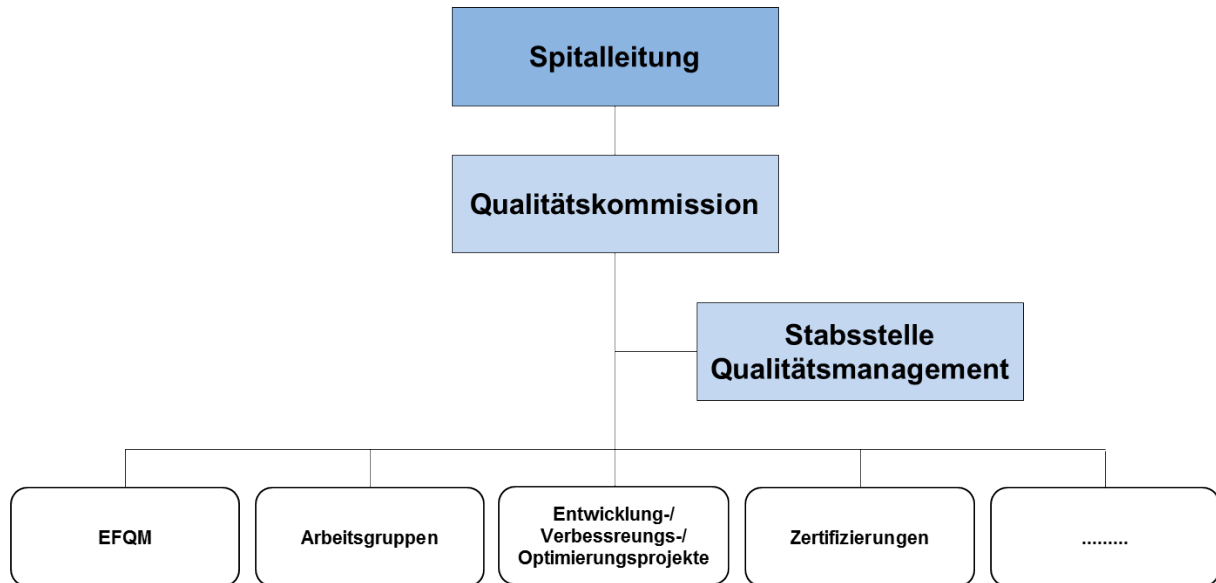 Spitalleitung
Qualitätskommission
Stabsstelle
Qualitätsmanagement
EFQM
Arbeitsgruppen
Entwicklung-/
Verbessreungs-/
Optimierungsprojekte
Zertifizierungen
.........